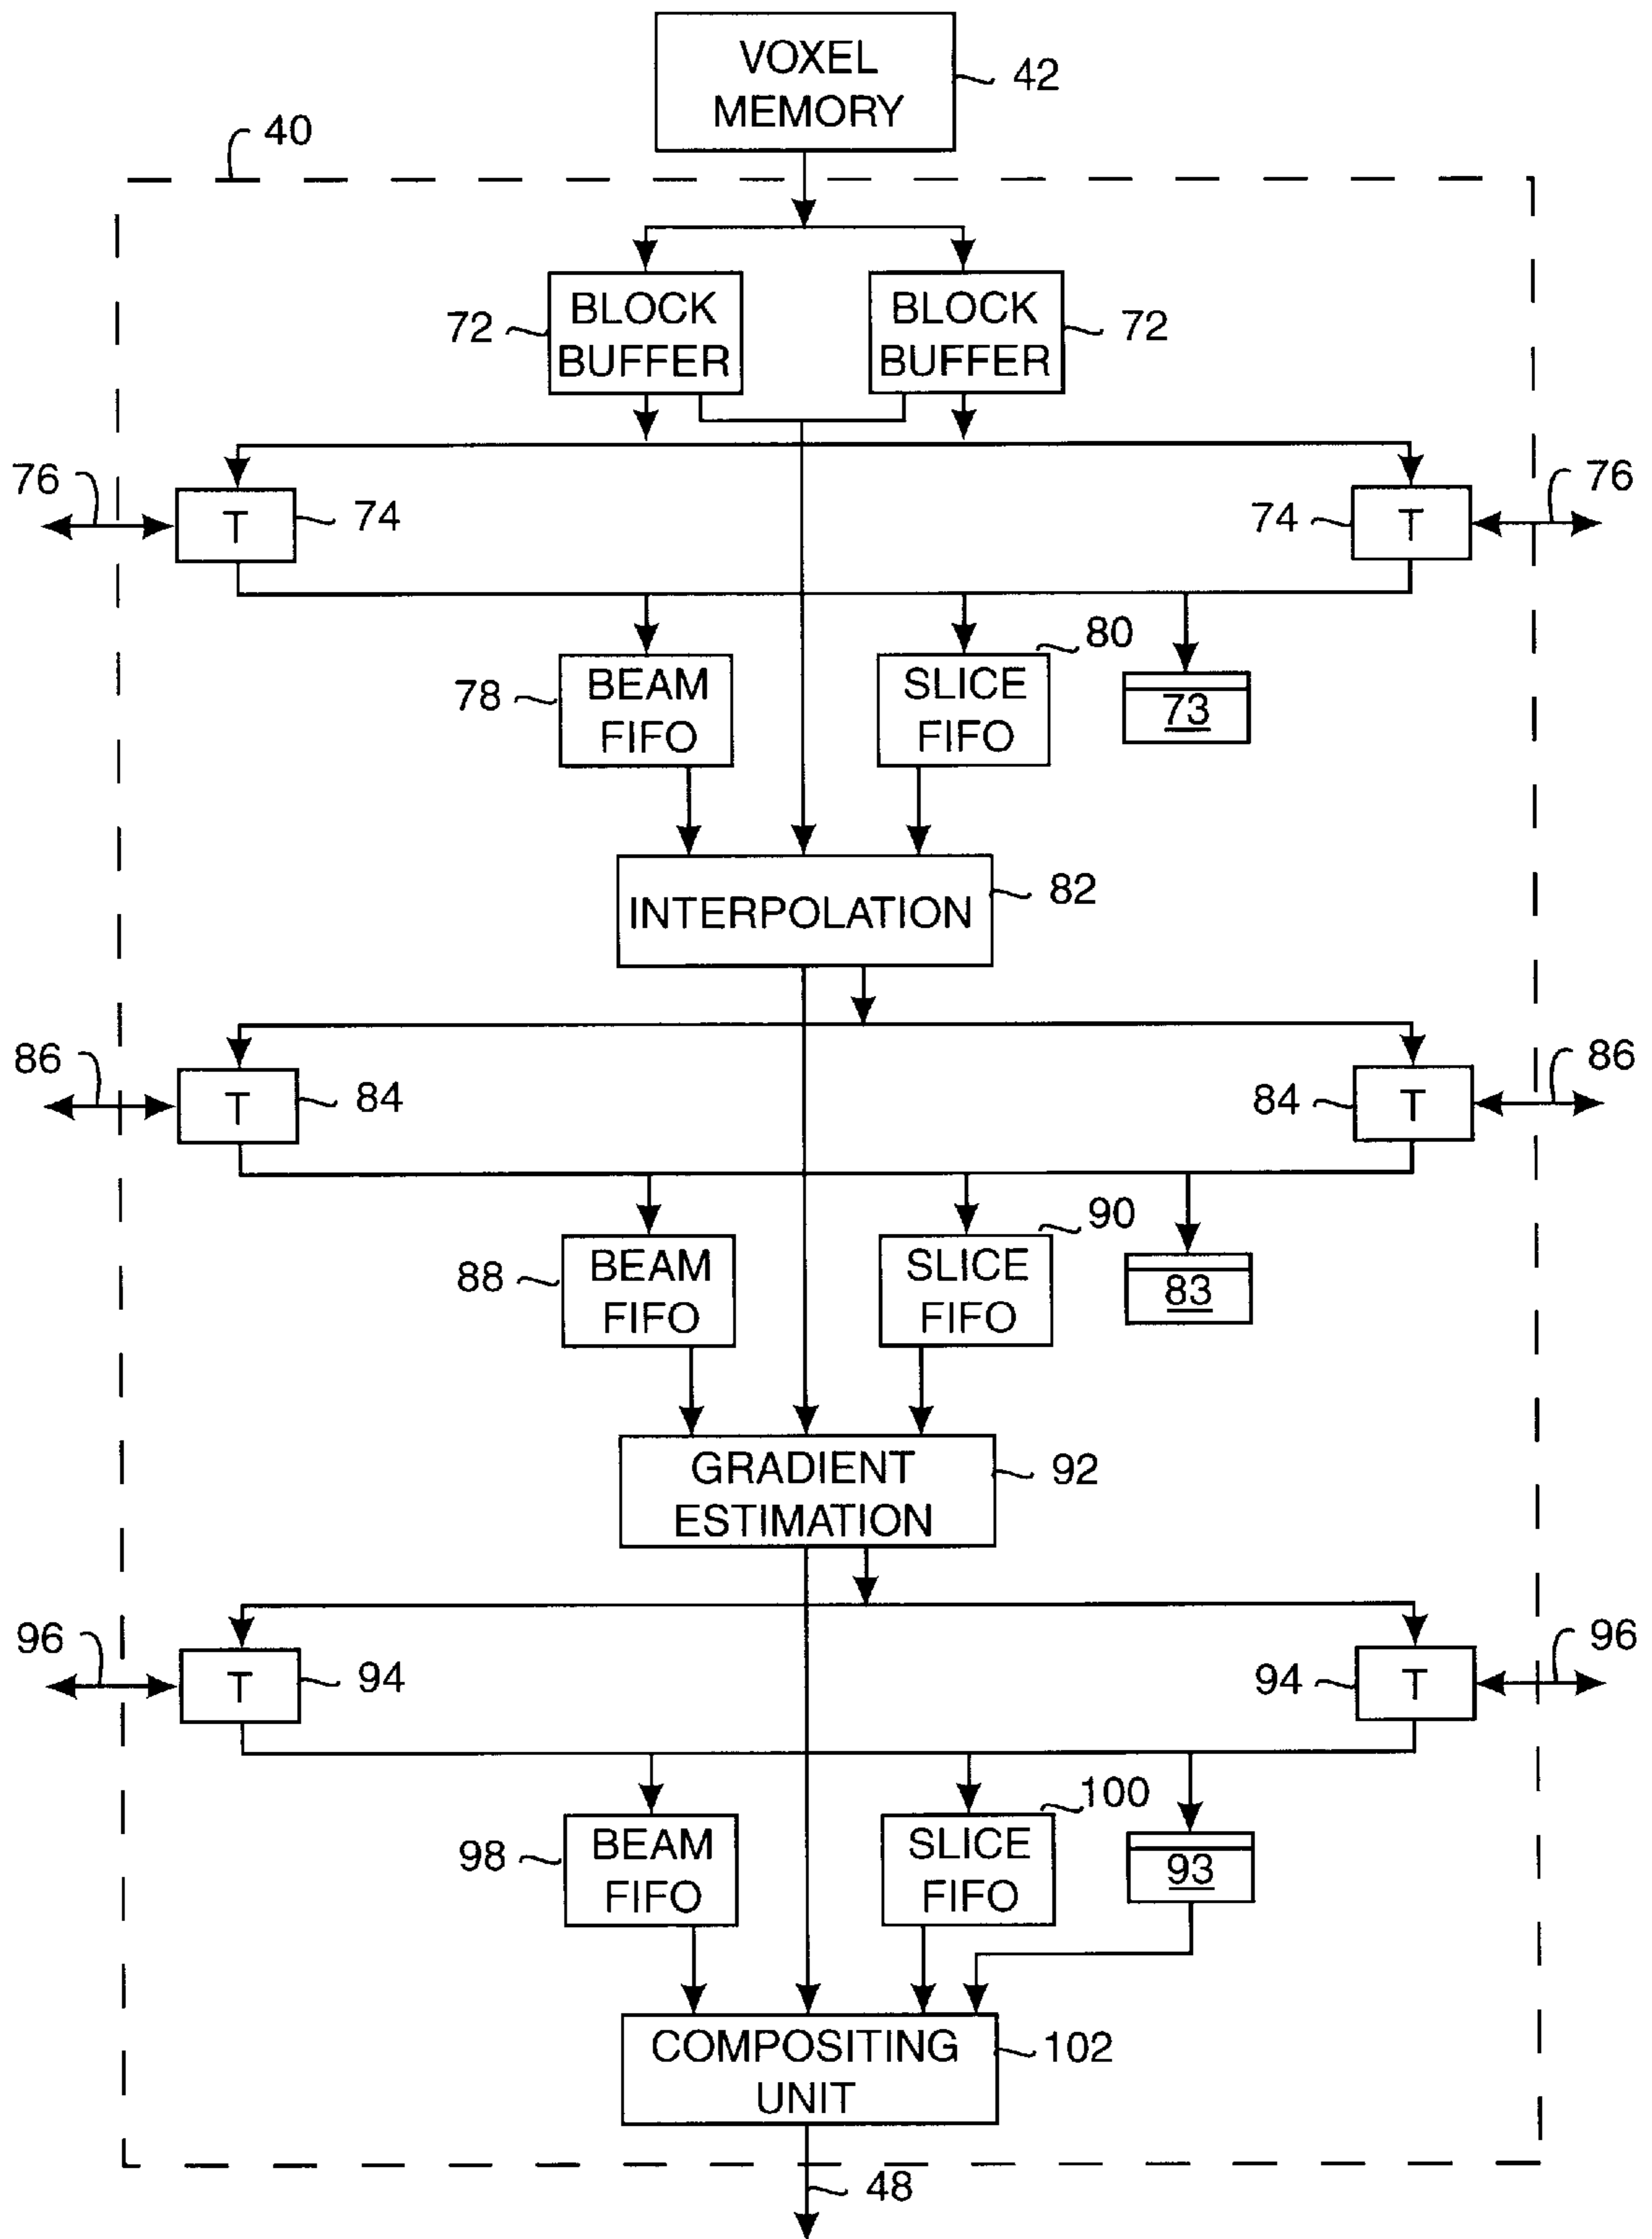 VOXEL
MEMORY
42
40
72
BLOCK
BUFFER
BLOCK
BUFFER
72
76
T
74
74
T
76
78
BEAM
FIFO
SLICE
FIFO
80
73
INTERPOLATION
82
86
T
84
84
T
86
88
BEAM
FIFO
SLICE
FIFO
90
83
GRADIENT
ESTIMATION
92
96
T
94
94
T
96
98
BEAM
FIFO
SLICE
FIFO
100
93
COMPOSITING
UNIT
102
48